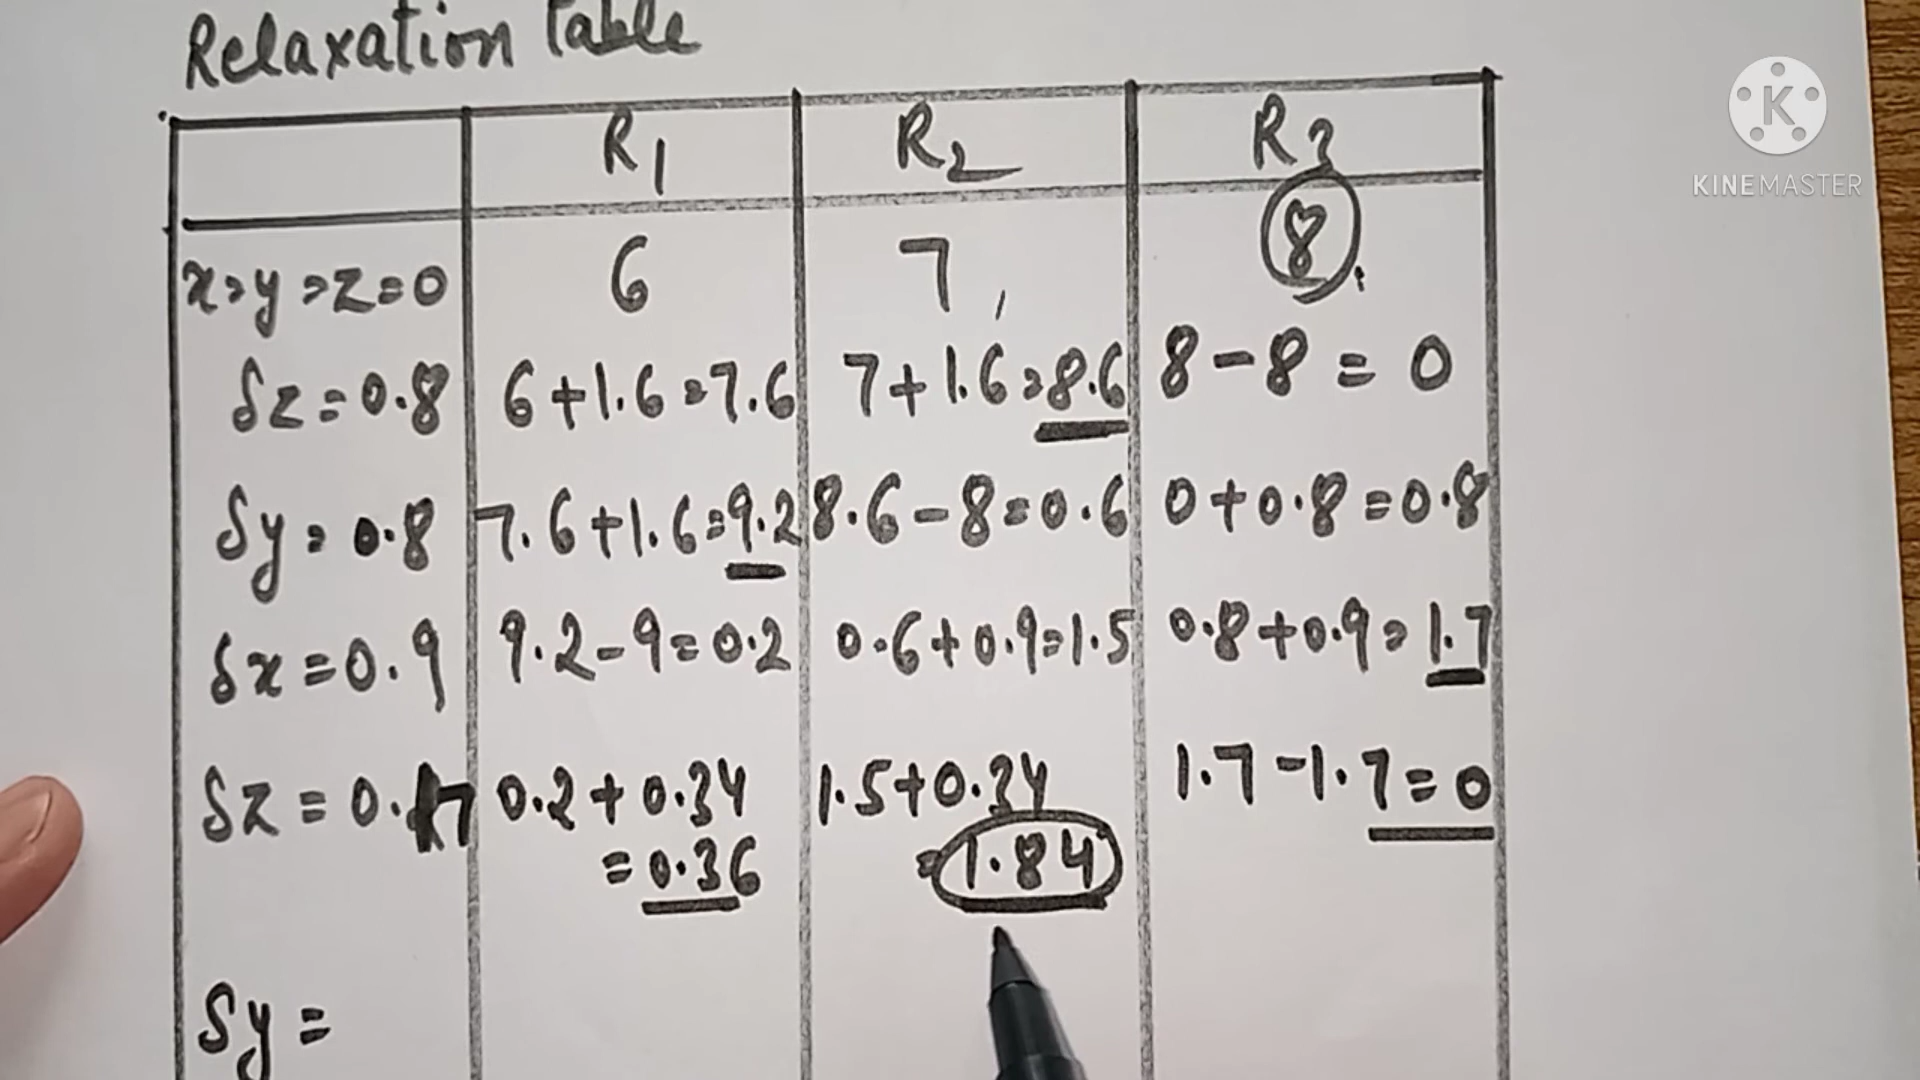 Relaxation Table
R1 R2 R3
x=y=z=0 6 7 8
δz=0.8 6+1.6=7.6 7+1.6=8.6 8-8=0
δy=0.8 7.6+1.6=9.2 8.6-8=0.6 0+0.8=0.8
δx=0.9 9.2-9=0.2 0.6+0.9=1.5 0.8+0.9=1.7
δz=0.17 0.2+0.34 1.5+0.34 1.7-1.7=0
=0.36 =1.84
δy=
K
KINEMASTER